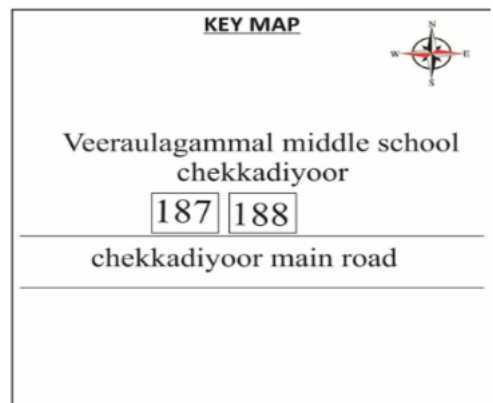 KEY MAP
N
W E
S
Veeraulagammal middle school
chekkadiyoor
187 188
chekkadiyoor main road